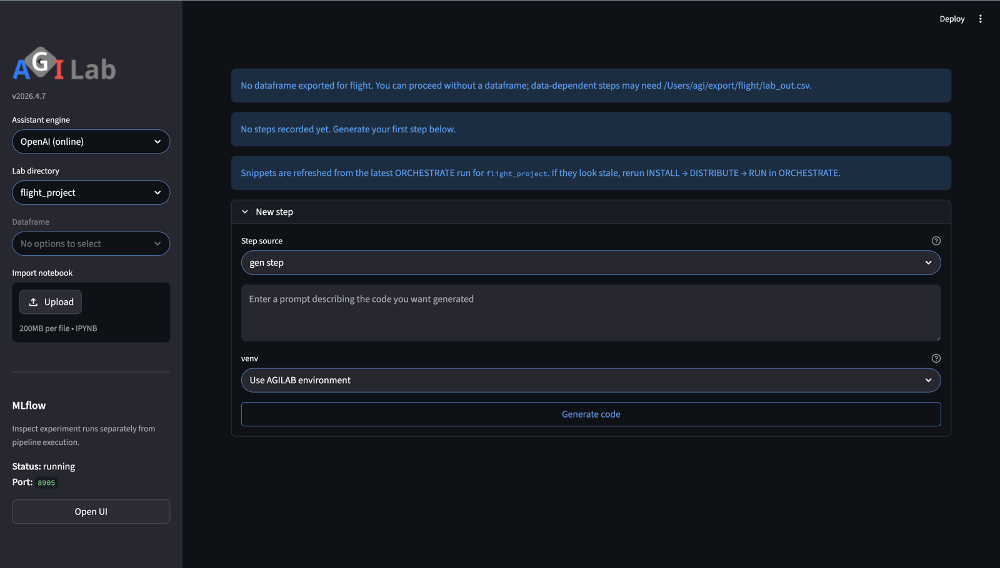 AGI Lab
v2026.4.7
Assistant engine
OpenAI (online)
Lab directory
flight_project
Dataframe
No options to select
Import notebook
Upload
200MB per file • IPYNB
MLflow
Inspect experiment runs separately from
pipeline execution.
Status: running
Port: 8905
Open UI
Deploy
No dataframe exported for flight. You can proceed without a dataframe; data-dependent steps may need /Users/agi/export/flight/lab_out.csv.
No steps recorded yet. Generate your first step below.
Snippets are refreshed from the latest ORCHESTRATE run for flight_project. If they look stale, rerun INSTALL → DISTRIBUTE → RUN in ORCHESTRATE.
New step
Step source
gen step
Enter a prompt describing the code you want generated
venv
Use AGILAB environment
Generate code